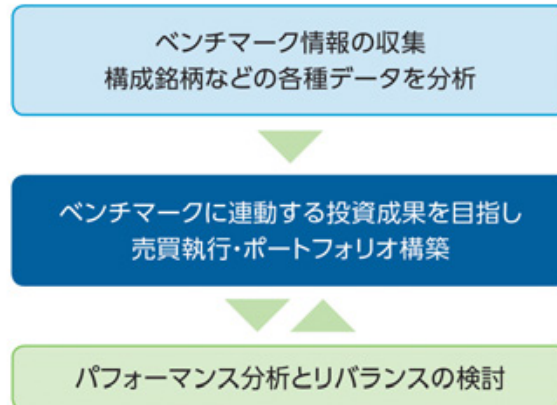 ベンチマーク情報の収集
構成銘柄などの各種データを分析
ベンチマークに連動する投資成果を目指し
売買執行・ポートフォリオ構築
パフォーマンス分析とリバランスの検討